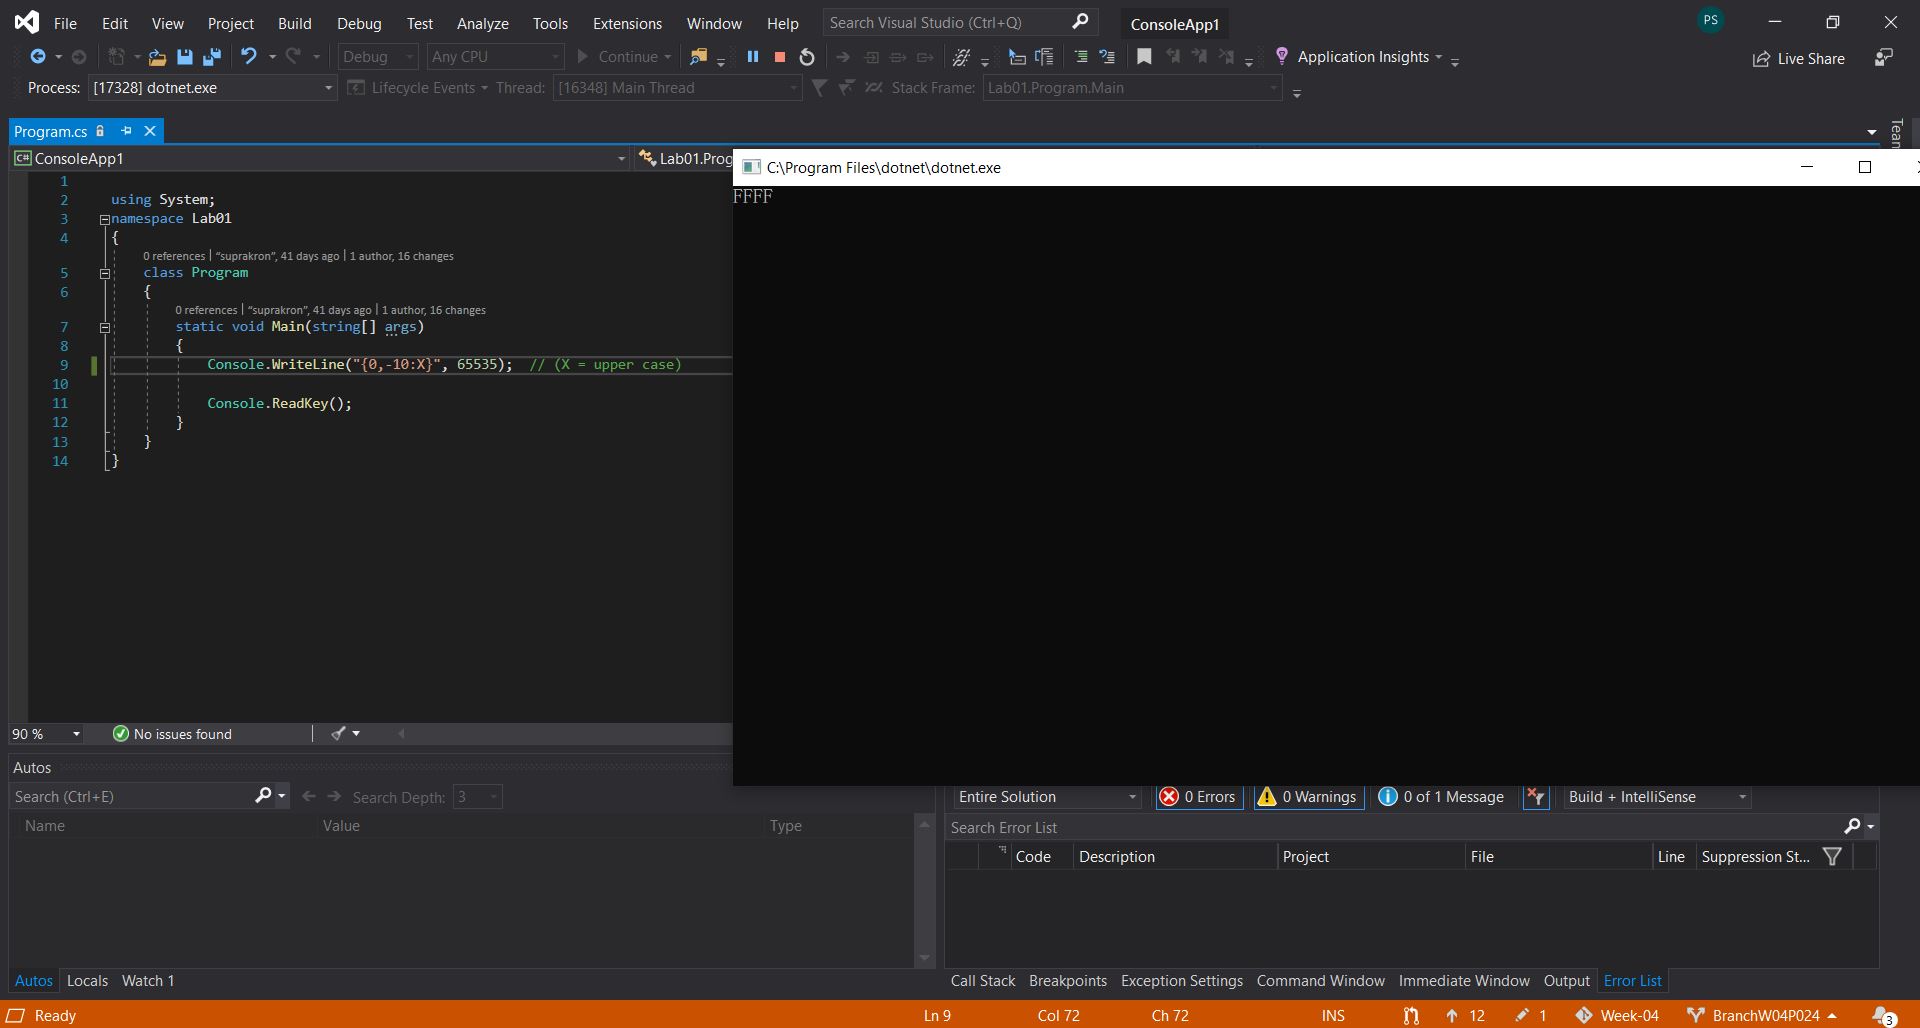 File Edit View Project Build Debug Test Analyze Tools Extensions Window Help Search Visual Studio (Ctrl+Q) ConsoleApp1 PS
Debug Any CPU Continue Application Insights Live Share
Process: [17328] dotnet.exe Lifecycle Events Thread: [16348] Main Thread Stack Frame: Lab01.Program.Main
Program.cs
C# ConsoleApp1 Lab01.Prog
C:\Program Files\dotnet\dotnet.exe
FFFF
1
2 using System;
3 namespace Lab01
4 {
0 references | “suprakron”, 41 days ago | 1 author, 16 changes
5 class Program
6 {
0 references | “suprakron”, 41 days ago | 1 author, 16 changes
7 static void Main(string[] args)
8 {
9 Console.WriteLine("{0,-10:X}", 65535); // (X = upper case)
10
11 Console.ReadKey();
12 }
13 }
14 }
90 % No issues found
Autos
Search (Ctrl+E) Search Depth: 3
Name Value Type
Autos Locals Watch 1
Entire Solution 0 Errors 0 Warnings 0 of 1 Message Build + IntelliSense
Search Error List
Code Description Project File Line Suppression St...
Call Stack Breakpoints Exception Settings Command Window Immediate Window Output Error List
Ready Ln 9 Col 72 Ch 72 INS 12 1 Week-04 BranchW04P024 3